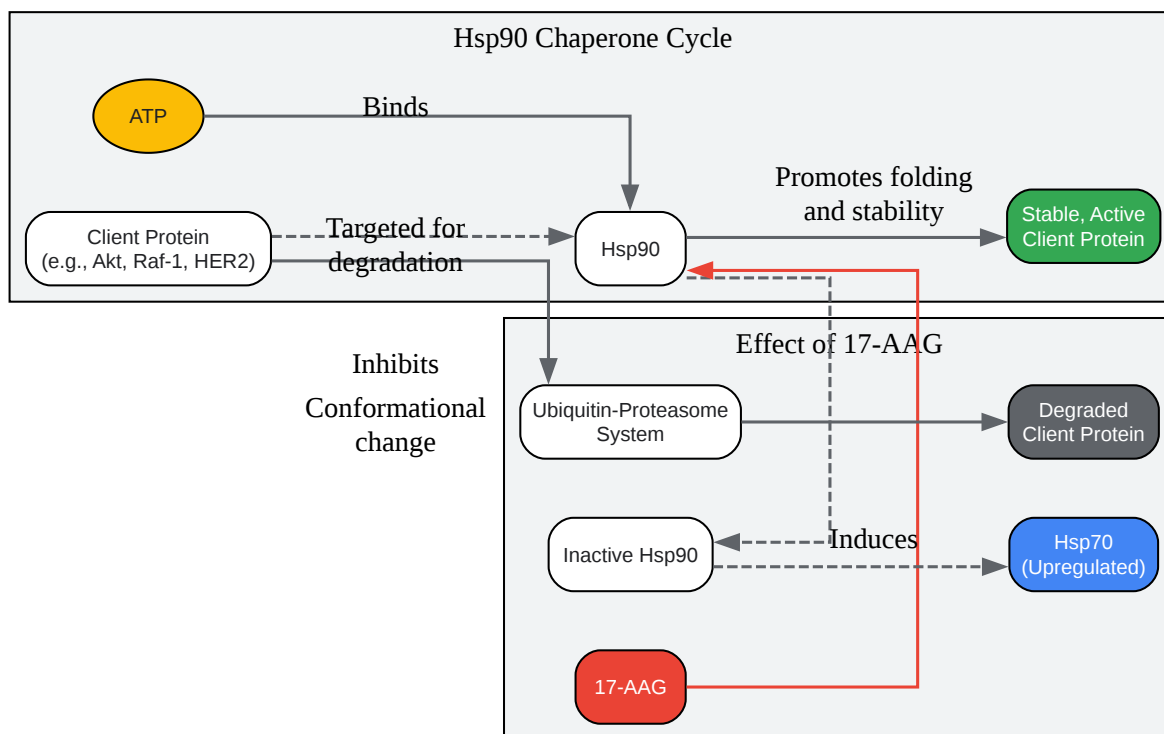 Hsp90 Chaperone Cycle
ATP
Binds
Promotes folding
and stability
Client Protein
(e.g., Akt, Raf-1, HER2)
Targeted for
degradation
Hsp90
Stable, Active
Client Protein
Effect of 17-AAG
Inhibits
Conformational
change
Ubiquitin-Proteasome
System
Degraded
Client Protein
Inactive Hsp90
Induces
Hsp70
(Upregulated)
17-AAG